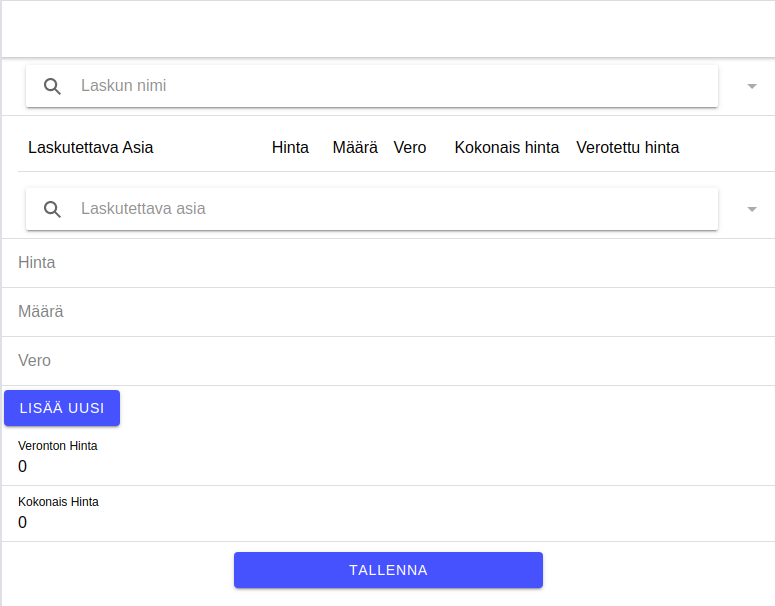 Laskun nimi
Laskutettava Asia Hinta Määrä Vero Kokonais hinta Verotettu hinta
Laskutettava asia
Hinta
Määrä
Vero
LISÄÄ UUSI
Veronton Hinta
0
Kokonais Hinta
0
TALLENNA